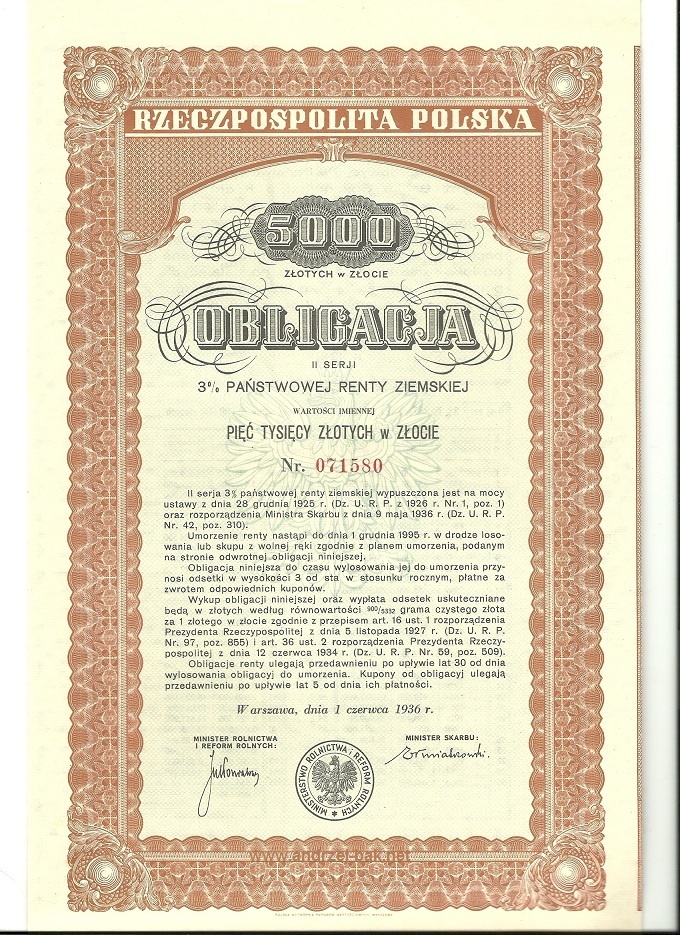 RZECZPOSPOLITA POLSKA
5000
ZŁOTYCH w ZŁOCIE
OBLIGACJA
II SERJI
3% PAŃSTWOWEJ RENTY ZIEMSKIEJ
WARTOŚCI IMIENNEJ
PIĘĆ TYSIĘCY ZŁOTYCH w ZŁOCIE
Nr. 071580
II serja 3% państwowej renty ziemskiej wypuszczona jest na mocy
ustawy z dnia 28 grudnia 1925 r. (Dz. U. R. P. z 1926 r. Nr. 1, poz. 1)
oraz rozporządzenia Ministra Skarbu z dnia 9 maja 1936 r. (Dz. U. R. P.
Nr. 42, poz. 310).
Umorzenie renty nastąpi do dnia 1 grudnia 1995 r. w drodze loso-
wania lub skupu z wolnej ręki zgodnie z planem umorzenia, podanym
na stronie odwrotnej obligacji niniejszej.
Obligacja niniejsza do czasu wylosowania jej do umorzenia przy-
nosi odsetki w wysokości 3 od sta w stosunku rocznym, płatne za
zwrotem odpowiednich kuponów.
Wykup obligacji niniejszej oraz wypłata odsetek uskuteczniane
będą w złotych według równowartości 900/5332 grama czystego złota
za 1 złotego w złocie zgodnie z przepisem art. 16 ust. 1 rozporządzenia
Prezydenta Rzeczypospolitej z dnia 5 listopada 1927 r. (Dz. U. R. P.
Nr. 97, poz. 855) i art. 36 ust. 2 rozporządzenia Prezydenta Rzeczy-
pospolitej z dnia 12 czerwca 1934 r. (Dz. U. R. P. Nr. 59, poz. 509).
Obligacje renty ulegają przedawnieniu po upływie lat 30 od dnia
wylosowania obligacyj do umorzenia. Kupony od obligacyj ulegają
przedawnieniu po upływie lat 5 od dnia ich płatności.
Warszawa, dnia 1 czerwca 1936 r.
MINISTER ROLNICTWA
I REFORM ROLNYCH:
MINISTER SKARBU:
MINISTERSTWO ROLNICTWA i REFORM ROLNYCH
www.andrzej-bak.net